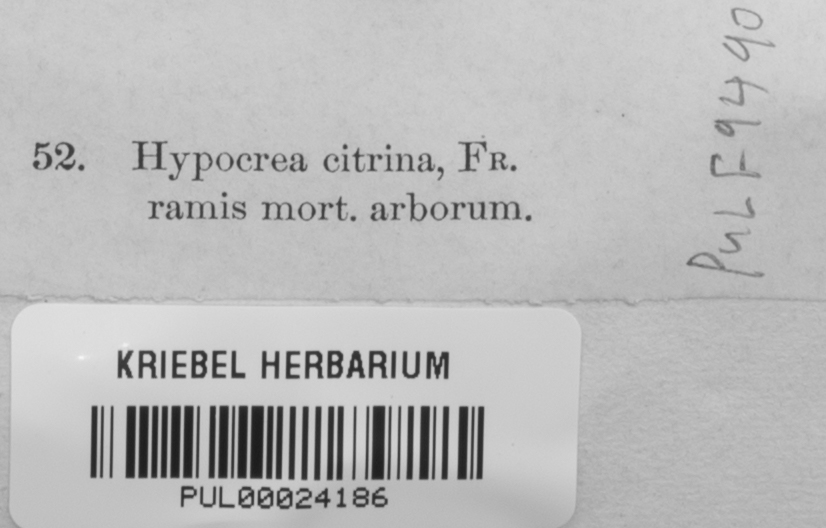 52. Hypocrea citrina, FR.
ramis mort. arborum.
PUL F9490
KRIEBEL HERBARIUM
PUL00024186